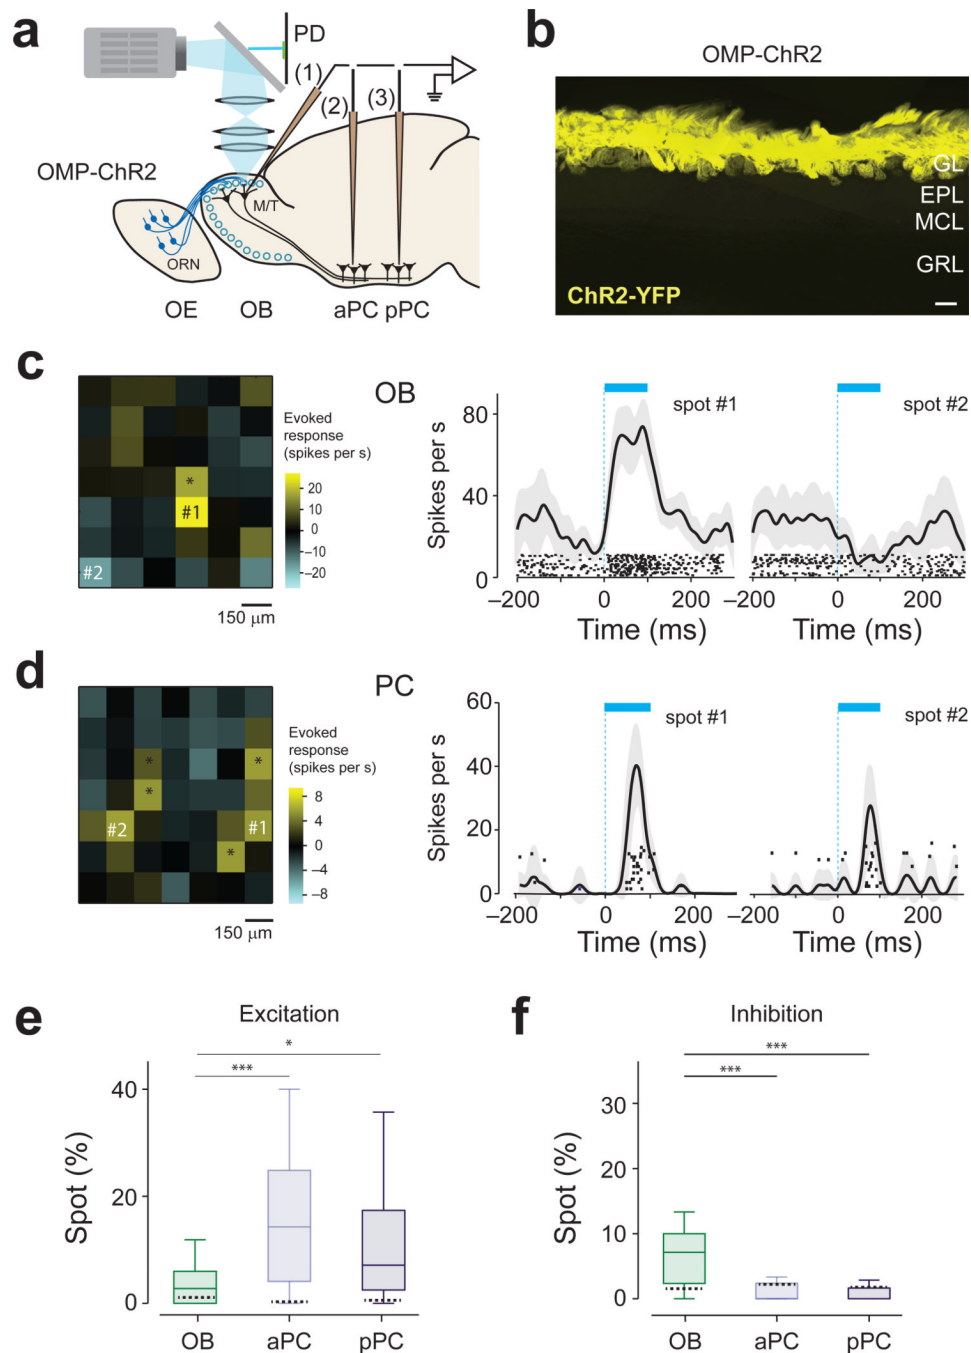 a
PD
(1)
(2)
(3)
OMP-ChR2
M/T
ORN
OE
OB
aPC
pPC
b
OMP-ChR2
GL
EPL
MCL
GRL
ChR2-YFP
c
OB
Evoked
response
(spikes per s)
20
10
0
−10
−20
*
#1
#2
150 μm
Spikes per s
80
40
0
spot #1
spot #2
−200
0
200
−200
0
200
Time (ms)
Time (ms)
d
PC
Evoked
response
(spikes per s)
8
4
0
−4
−8
*
*
*
#2
#1
*
150 μm
Spikes per s
60
40
20
0
spot #1
spot #2
−200
0
200
−200
0
200
Time (ms)
Time (ms)
e
Excitation
*
***
Spot (%)
40
20
0
OB
aPC
pPC
f
Inhibition
***
***
Spot (%)
30
20
10
0
OB
aPC
pPC